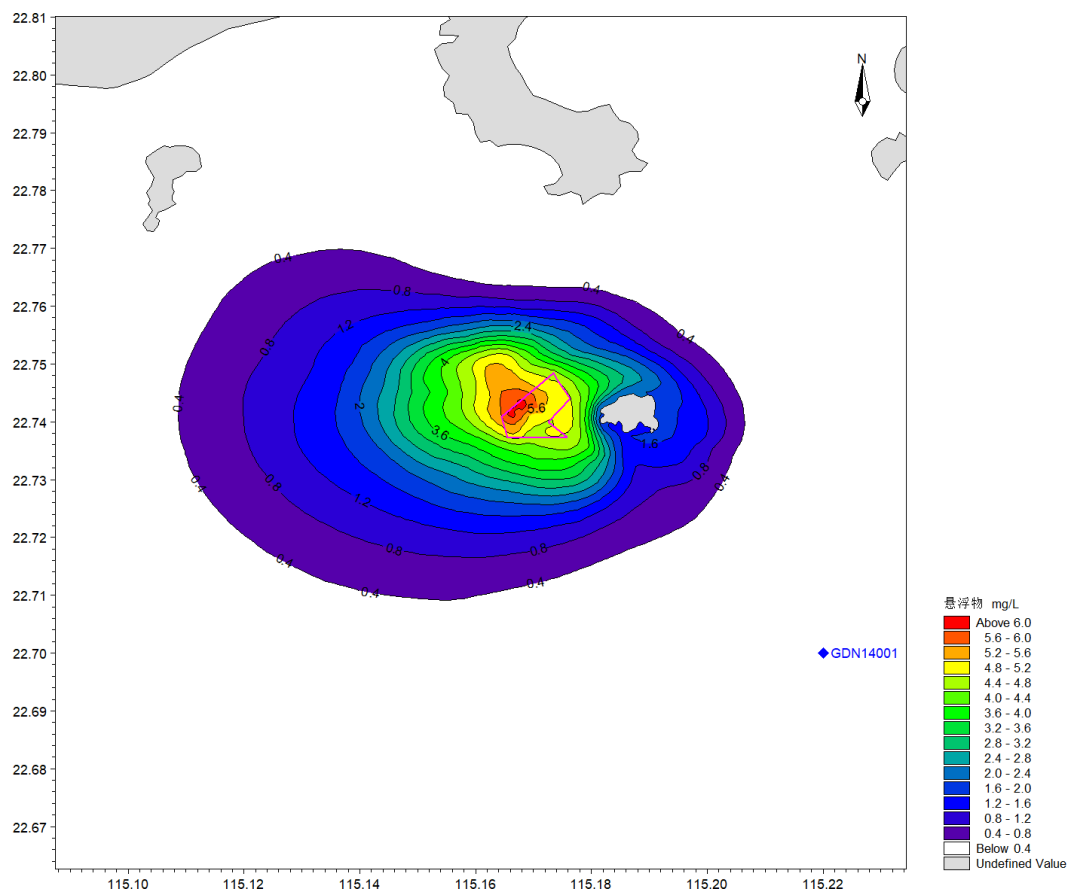 22.81
22.80
22.79
22.78
22.77
22.76
22.75
22.74
22.73
22.72
22.71
22.70
22.69
22.68
22.67
N
0.4
0.8
0.4
1.2
2.4
0.4
0.8
4
2
5.6
0.4
3.6
1.6
0.8
0.4
0.8
0.4
1.2
0.8
0.8
0.4
0.4
0.4
GDN14001
悬浮物 mg/L
Above 6.0
5.6 - 6.0
5.2 - 5.6
4.8 - 5.2
4.4 - 4.8
4.0 - 4.4
3.6 - 4.0
3.2 - 3.6
2.8 - 3.2
2.4 - 2.8
2.0 - 2.4
1.6 - 2.0
1.2 - 1.6
0.8 - 1.2
0.4 - 0.8
Below 0.4
Undefined Value
115.10 115.12 115.14 115.16 115.18 115.20 115.22